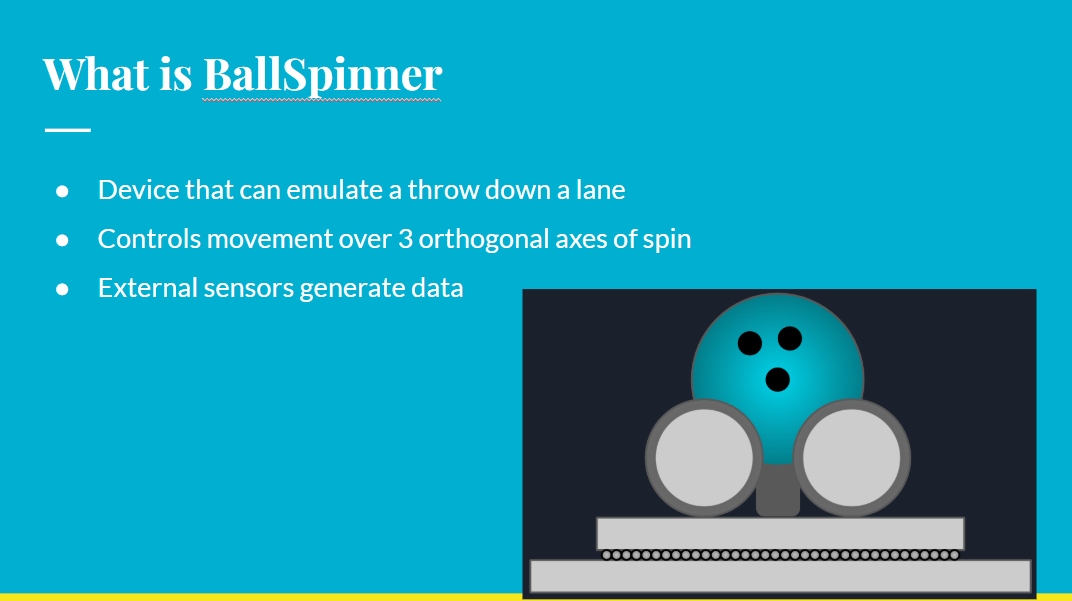 What is BallSpinner
● Device that can emulate a throw down a lane
● Controls movement over 3 orthogonal axes of spin
● External sensors generate data